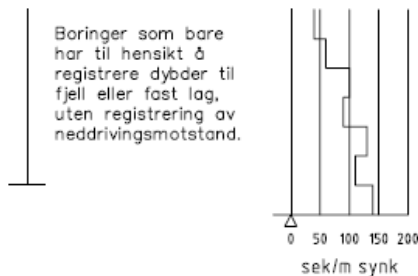 Boringer som bare
har til hensikt å
registrere dybder til
fjell eller fast lag,
uten registrering av
neddrivingsmotstand.
0 50 100 150 200
sek/m synk